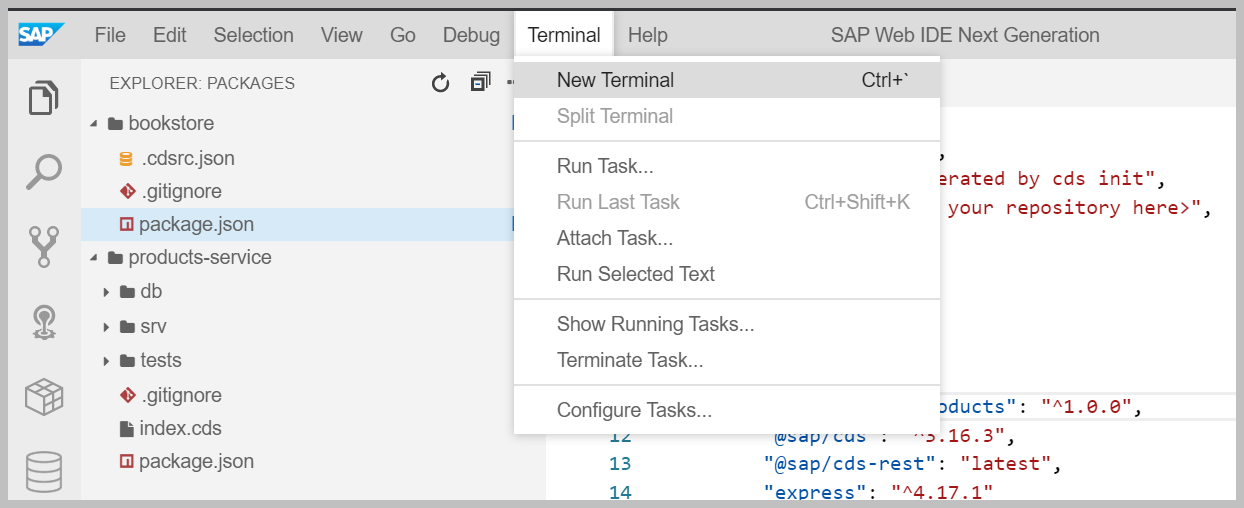 SAP File Edit Selection View Go Debug Terminal Help SAP Web IDE Next Generation
EXPLORER: PACKAGES
bookstore
.cdsrc.json
.gitignore
package.json
products-service
db
srv
tests
.gitignore
index.cds
package.json
New Terminal Ctrl+`
Split Terminal
Run Task...
Run Last Task Ctrl+Shift+K
Attach Task...
Run Selected Text
Show Running Tasks...
Terminate Task...
Configure Tasks...
,
erated by cds init",
your repository here>",
oducts": "^1.0.0",
12 "@sap/cds": "^3.16.3",
13 "@sap/cds-rest": "latest",
14 "express": "^4.17.1"